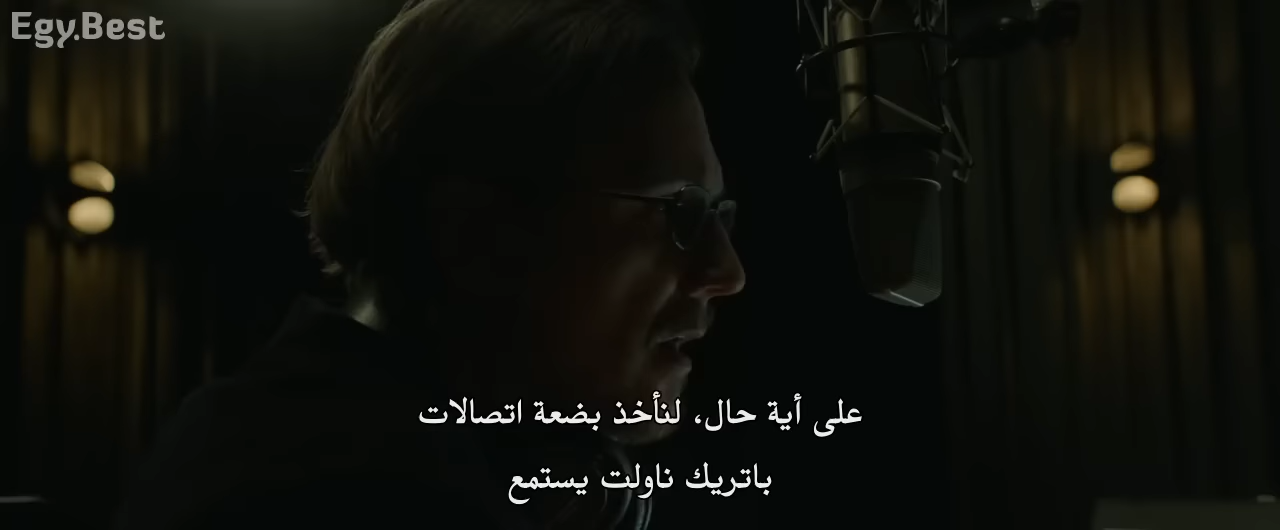 Egy.Best
على أية حال، لنأخذ بضعة اتصالات
باتريك ناولت يستمع